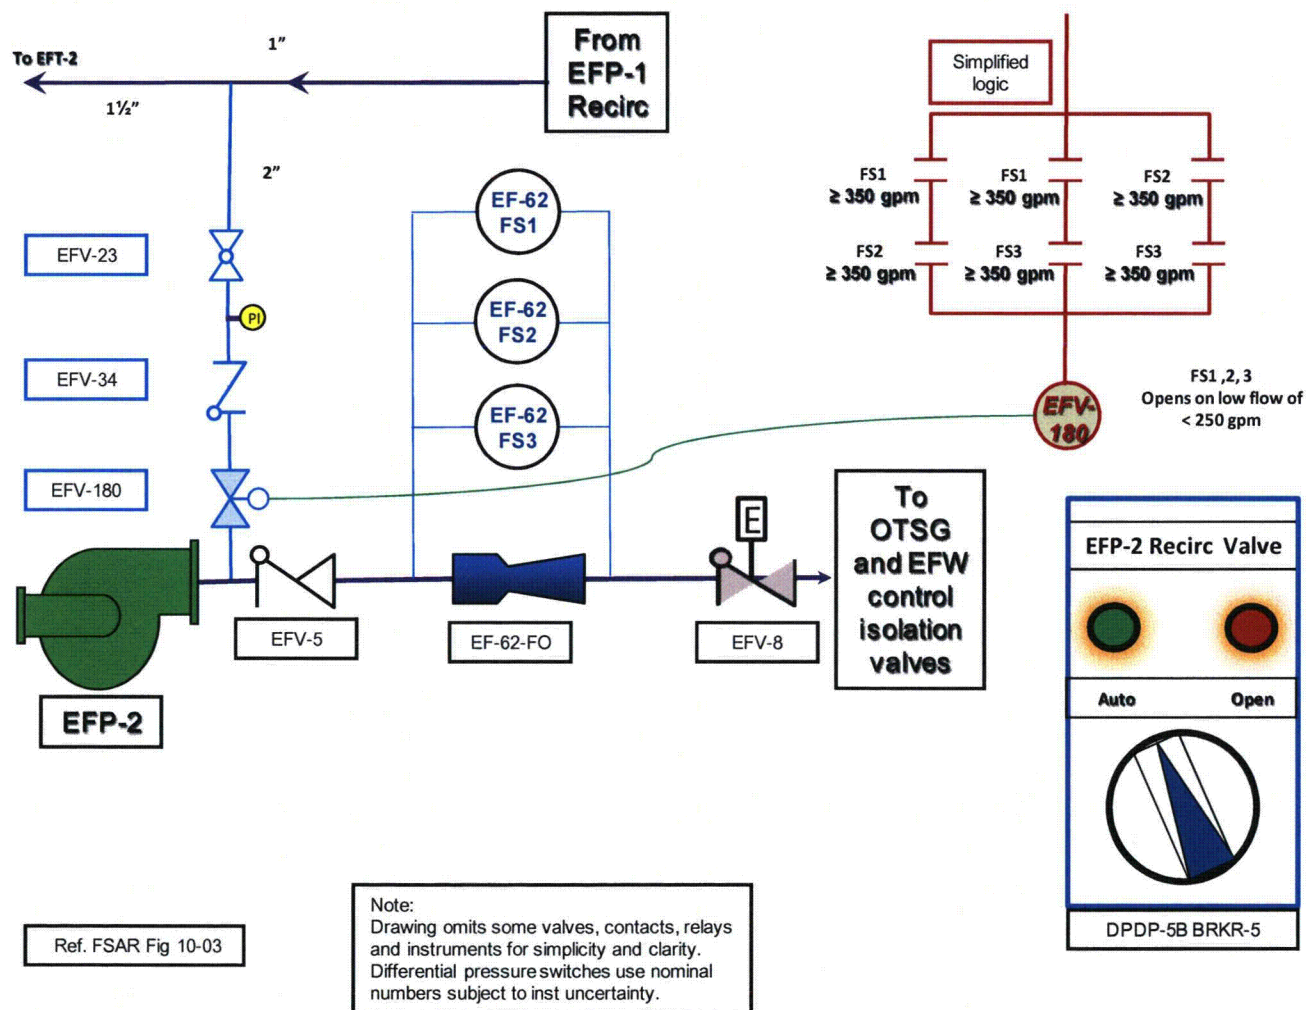 To EFT-2
1"
1½"
2"
From
EFP-1
Recirc
Simplified
logic
FS1
≥ 350 gpm
FS1
≥ 350 gpm
FS2
≥ 350 gpm
FS2
≥ 350 gpm
FS3
≥ 350 gpm
FS3
≥ 350 gpm
EFV-
180
FS1 ,2, 3
Opens on low flow of
< 250 gpm
EFV-23
PI
EFV-34
EFV-180
EF-62
FS1
EF-62
FS2
EF-62
FS3
E
To
OTSG
and EFW
control
isolation
valves
EFV-5
EF-62-FO
EFV-8
EFP-2
EFP-2 Recirc Valve
Auto
Open
DPDP-5B BRKR-5
Ref. FSAR Fig 10-03
Note:
Drawing omits some valves, contacts, relays
and instruments for simplicity and clarity.
Differential pressure switches use nominal
numbers subject to inst uncertainty.